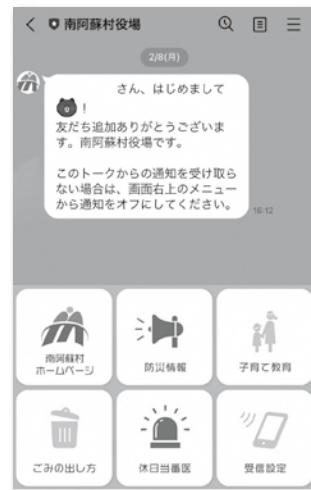 南阿蘇村役場
2/8(月)
さん、はじめまして
！
友だち追加ありがとうございま
す。南阿蘇村役場です。
このトークからの通知を受け取ら
ない場合は、画面右上のメニュー
から通知をオフにしてください。
16:12
南阿蘇村
ホームページ
防災情報
子育て教育
ごみの出し方
休日当番医
受信設定